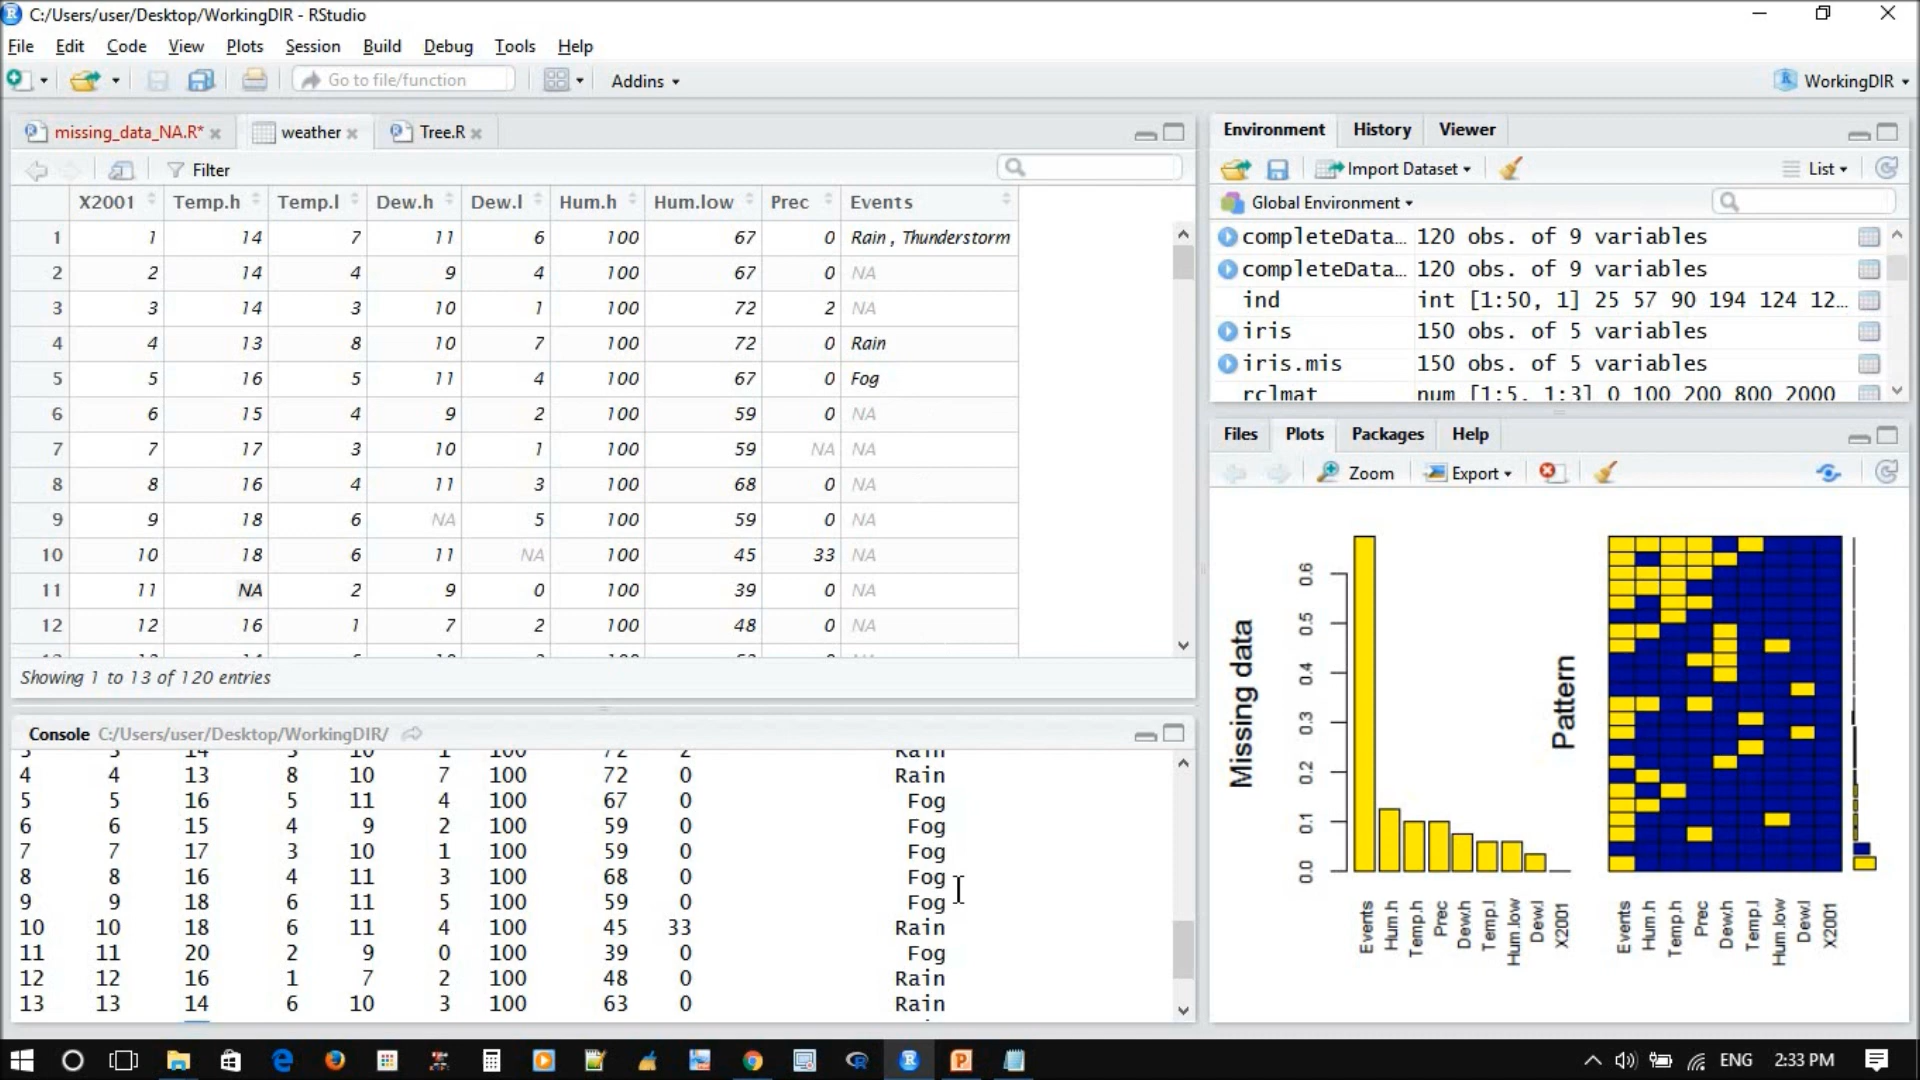 C:/Users/user/Desktop/WorkingDIR - RStudio
File Edit Code View Plots Session Build Debug Tools Help
Go to file/function Addins WorkingDIR
missing_data_NA.R* weather Tree.R
Filter
X2001 Temp.h Temp.l Dew.h Dew.l Hum.h Hum.low Prec Events
1 1 14 7 11 6 100 67 0 Rain , Thunderstorm
2 2 14 4 9 4 100 67 0 NA
3 3 14 3 10 1 100 72 2 NA
4 4 13 8 10 7 100 72 0 Rain
5 5 16 5 11 4 100 67 0 Fog
6 6 15 4 9 2 100 59 0 NA
7 7 17 3 10 1 100 59 NA NA
8 8 16 4 11 3 100 68 0 NA
9 9 18 6 NA 5 100 59 0 NA
10 10 18 6 11 NA 100 45 33 NA
11 11 NA 2 9 0 100 39 0 NA
12 12 16 1 7 2 100 48 0 NA
Showing 1 to 13 of 120 entries
Console C:/Users/user/Desktop/WorkingDIR/
3 3 14 3 10 1 100 72 2 Rain
4 4 13 8 10 7 100 72 0 Rain
5 5 16 5 11 4 100 67 0 Fog
6 6 15 4 9 2 100 59 0 Fog
7 7 17 3 10 1 100 59 0 Fog
8 8 16 4 11 3 100 68 0 Fog
9 9 18 6 11 5 100 59 0 Fog
10 10 18 6 11 4 100 45 33 Rain
11 11 20 2 9 0 100 39 0 Fog
12 12 16 1 7 2 100 48 0 Rain
13 13 14 6 10 3 100 63 0 Rain
Environment History Viewer
Import Dataset List
Global Environment
completeData… 120 obs. of 9 variables
completeData… 120 obs. of 9 variables
ind int [1:50, 1] 25 57 90 194 124 12…
iris 150 obs. of 5 variables
iris.mis 150 obs. of 5 variables
rclmat num [1:5, 1:3] 0 100 200 800 2000
Files Plots Packages Help
Zoom Export
Missing data
0.6
0.5
0.4
0.3
0.2
0.1
0.0
Events Hum.h Temp.h Prec Dew.h Temp.l Hum.low Dew.l X2001
Pattern
Events Hum.h Temp.h Prec Dew.h Temp.l Hum.low Dew.l X2001
ENG 2:33 PM